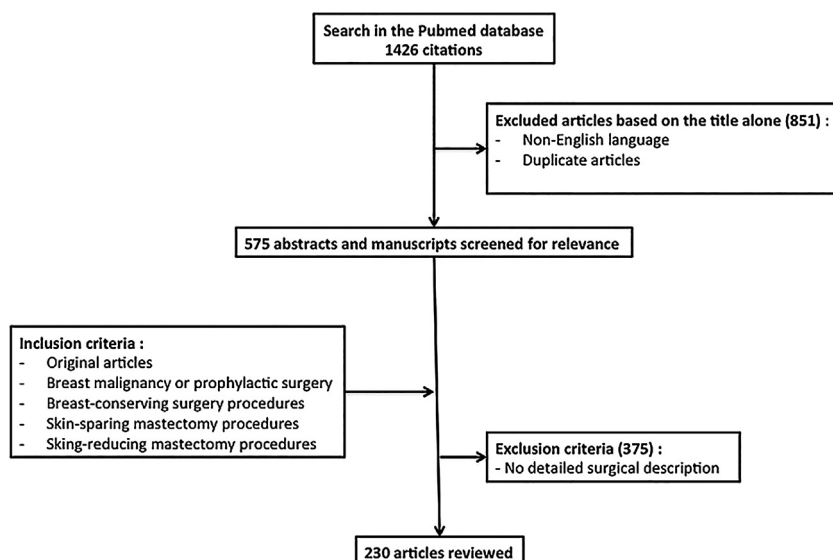 Search in the Pubmed database
1426 citations
Excluded articles based on the title alone (851) :
- Non-English language
- Duplicate articles
575 abstracts and manuscripts screened for relevance
Inclusion criteria :
- Original articles
- Breast malignancy or prophylactic surgery
- Breast-conserving surgery procedures
- Skin-sparing mastectomy procedures
- Sking-reducing mastectomy procedures
Exclusion criteria (375) :
- No detailed surgical description
230 articles reviewed